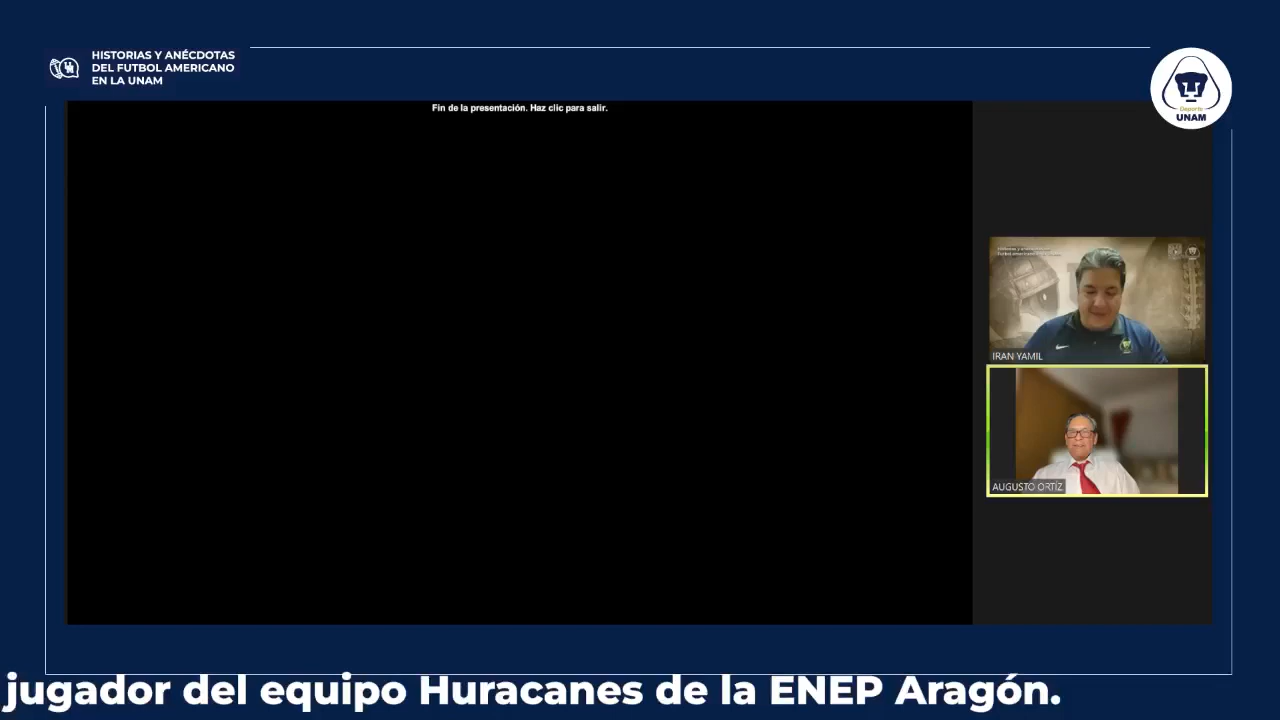 HISTORIAS Y ANÉCDOTAS
DEL FUTBOL AMERICANO
EN LA UNAM
Deporte
UNAM
Fin de la presentación. Haz clic para salir.
IRAN YAMIL
AUGUSTO ORTÍZ
jugador del equipo Huracanes de la ENEP Aragón.